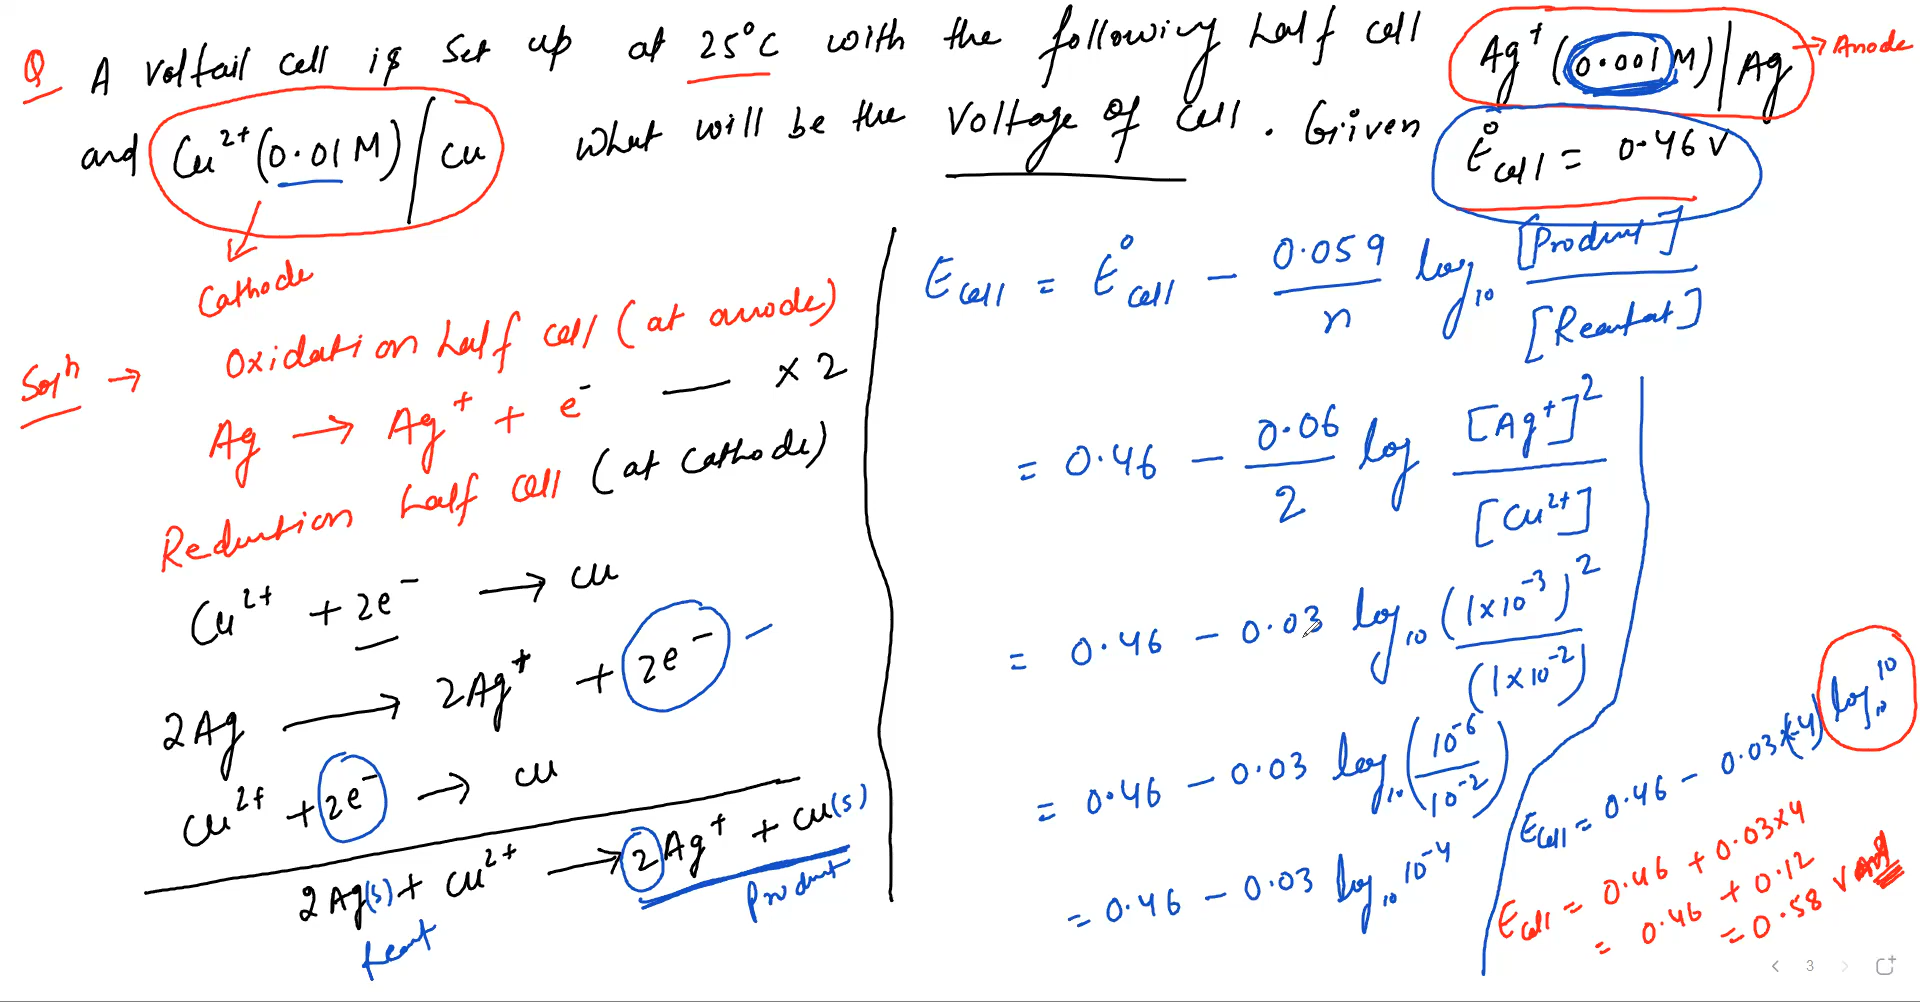 Q A voltail cell is set up at 25°C with the following half cell Ag⁺ (0.001 M) | Ag → Anode
and Cu²⁺ (0.01 M) | Cu What will be the voltage of cell. Given E°cell = 0.46 V
Cathode
Solⁿ → Oxidation half cell (at anode)
Ag → Ag⁺ + e⁻ — × 2
Reduction half cell (at cathode)
Cu²⁺ + 2e⁻ → Cu
2Ag → 2Ag⁺ + 2e⁻ –
Cu²⁺ + 2e⁻ → Cu
2Ag(s) + Cu²⁺ → 2Ag⁺ + Cu(s)
Reant Product
Ecell = E°cell - 0.059/n log₁₀ [Product]/[Reantat]
= 0.46 - 0.06/2 log [Ag⁺]²/[Cu²⁺]
= 0.46 - 0.03 log₁₀ (1×10⁻³)²/(1×10⁻²)
= 0.46 - 0.03 log₁₀ (10⁻⁶/10⁻²)
= 0.46 - 0.03 log₁₀ 10⁻⁴
Ecell = 0.46 - 0.03×(-4) log₁₀ 10
Ecell = 0.46 + 0.03×4
= 0.46 + 0.12
= 0.58 V Ans
3